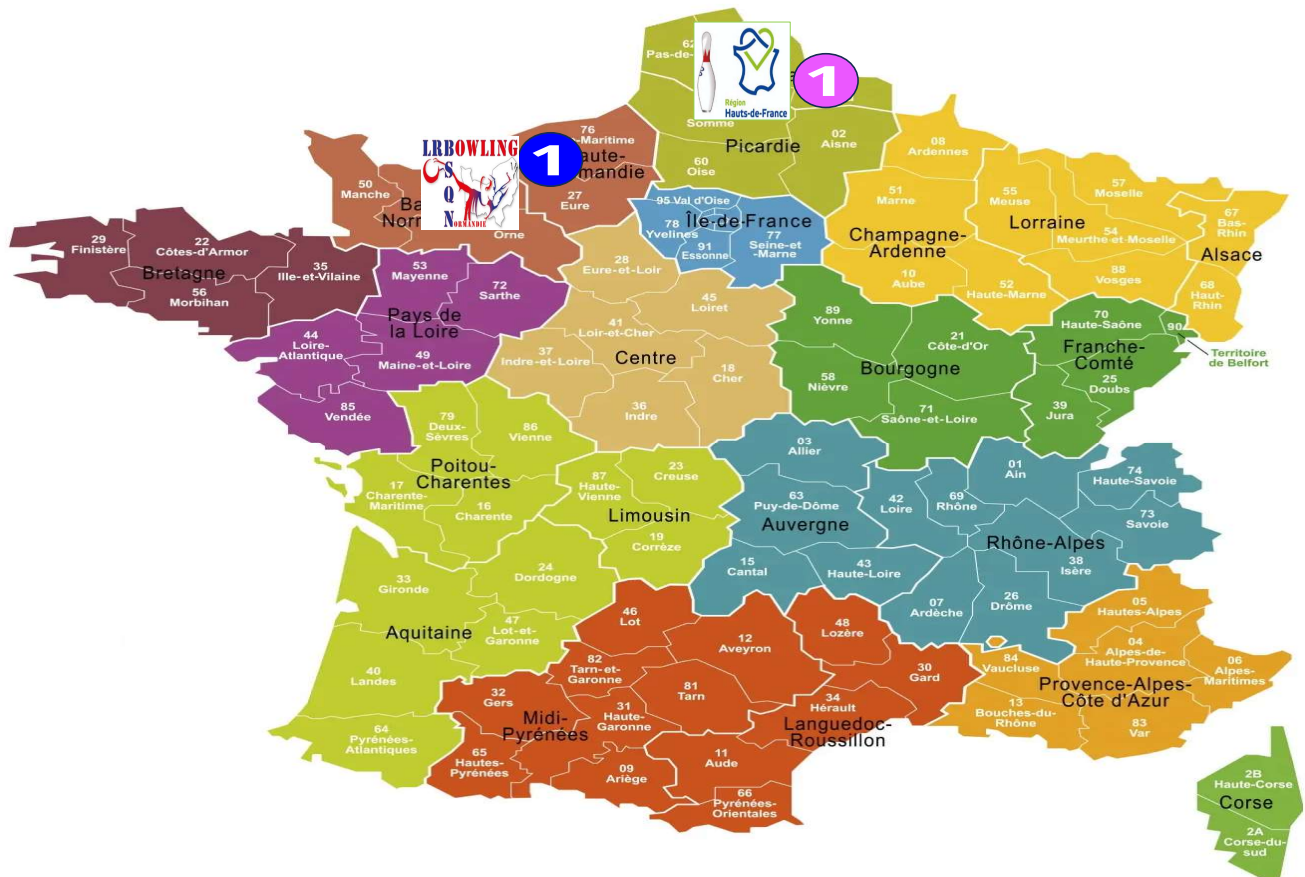 62
Pas-de-
Région
Hauts-de-France
1
Somme
Picardie
02
Aisne
60
Oise
LRBOWLING
S
Q
N
NORMANDIE
1
76
-Maritime
aute-
mandie
27
Eure
50
Manche
Ba
Norm
Orne
08
Ardennes
51
Marne
Champagne-
Ardenne
10
Aube
52
Haute-Marne
55
Meuse
57
Moselle
Lorraine
54
Meurthe-et-Moselle
88
Vosges
67
Bas-
Rhin
Alsace
68
Haut-
Rhin
95 Val d'Oise
Île-de-France
78
Yvelines
91
Essonne
77
Seine-et
-Marne
29
Finistère
22
Côtes-d'Armor
Bretagne
35
Ille-et-Vilaine
56
Morbihan
53
Mayenne
72
Sarthe
Pays de
la Loire
44
Loire-
Atlantique
49
Maine-et-Loire
85
Vendée
28
Eure-et-Loir
45
Loiret
41
Loir-et-Cher
37
Indre-et-Loire
Centre
18
Cher
36
Indre
89
Yonne
21
Côte-d'Or
Bourgogne
58
Nièvre
71
Saône-et-Loire
70
Haute-Saône
90
Territoire
de Belfort
Franche-
Comté
25
Doubs
39
Jura
79
Deux-
Sèvres
86
Vienne
Poitou-
Charentes
17
Charente-
Maritime
16
Charente
87
Haute-
Vienne
23
Creuse
Limousin
19
Corrèze
03
Allier
63
Puy-de-Dôme
Auvergne
15
Cantal
43
Haute-Loire
42
Loire
69
Rhône
01
Ain
74
Haute-Savoie
73
Savoie
Rhône-Alpes
38
Isère
07
Ardèche
26
Drôme
33
Gironde
24
Dordogne
Aquitaine
47
Lot-et-
Garonne
40
Landes
64
Pyrénées-
Atlantiques
46
Lot
12
Aveyron
82
Tarn-et-
Garonne
81
Tarn
32
Gers
Midi-
Pyrénées
31
Haute-
Garonne
65
Hautes-
Pyrénées
09
Ariège
48
Lozère
30
Gard
34
Hérault
Languedoc-
Roussillon
11
Aude
66
Pyrénées-
Orientales
05
Hautes-Alpes
04
Alpes-de-
Haute-Provence
06
Alpes-
Maritimes
84
Vaucluse
Provence-Alpes-
Côte d'Azur
13
Bouches-du-
Rhône
83
Var
2B
Haute-Corse
Corse
2A
Corse-du-
sud